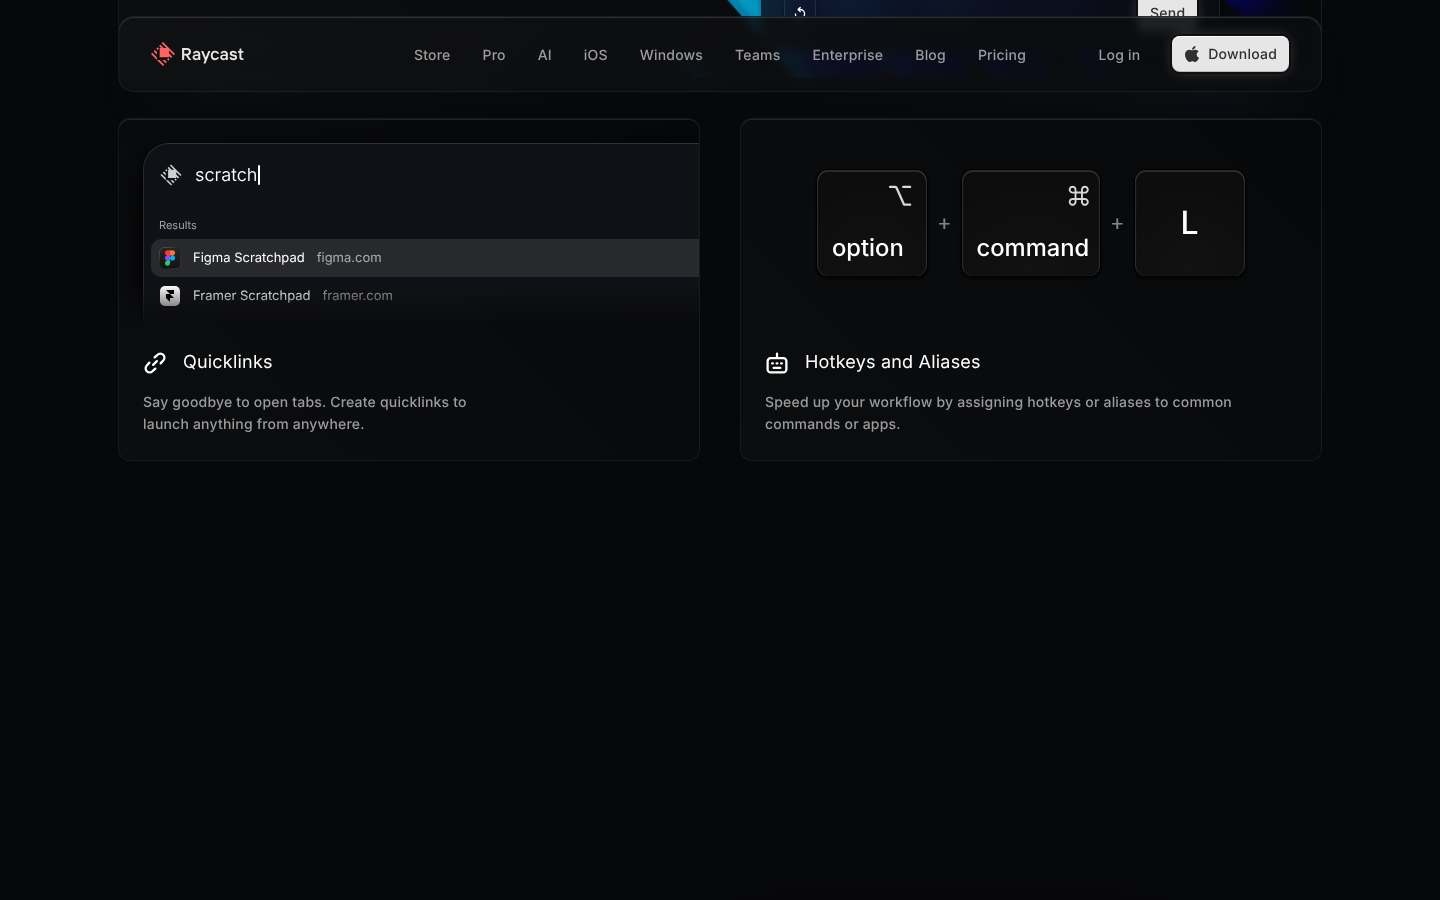 Send
Raycast
Store Pro AI iOS Windows Teams Enterprise Blog Pricing Log in Download
scratch
Results
Figma Scratchpad figma.com
Framer Scratchpad framer.com
Quicklinks
Say goodbye to open tabs. Create quicklinks to
launch anything from anywhere.
⌥ ⌘
option + command + L
Hotkeys and Aliases
Speed up your workflow by assigning hotkeys or aliases to common
commands or apps.